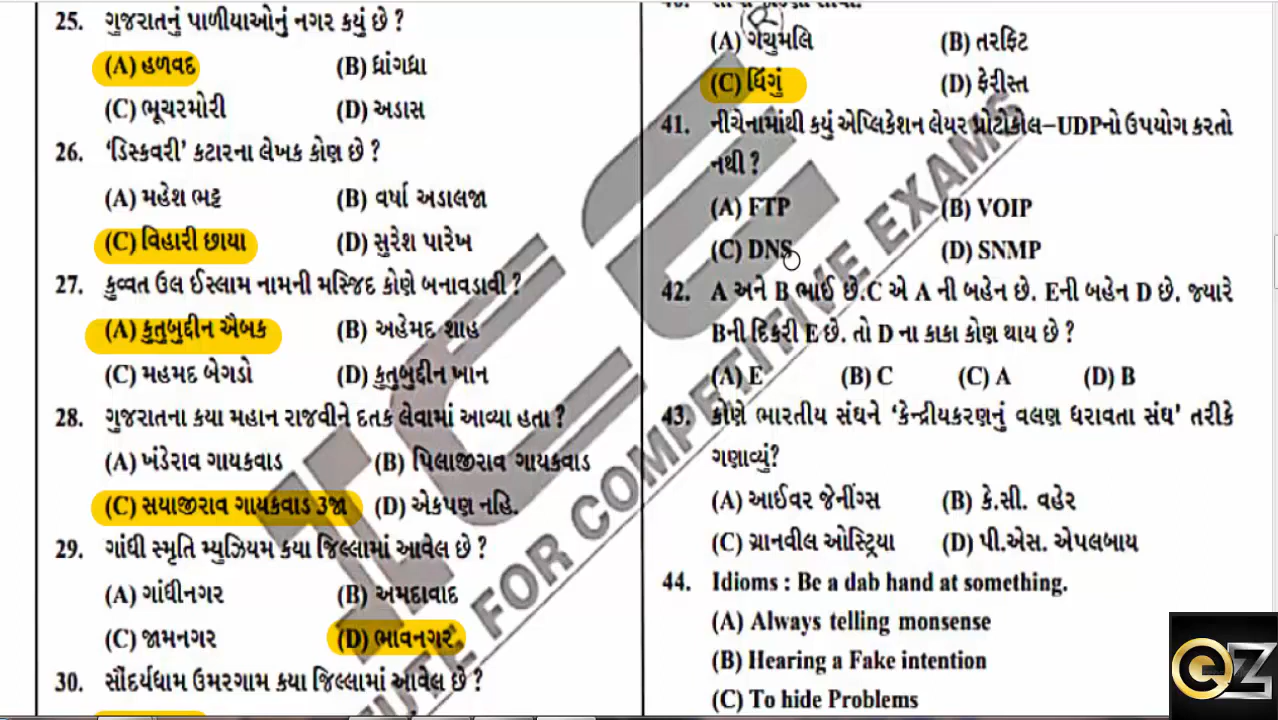 25. ગુજરાતનું પાળીયાઓનું નગર કયું છે ?
(A) હળવદ (B) ધ્રાંગધ્રા
(C) ભૂચરમોરી (D) અડાસ
26. ‘ડિસ્કવરી’ કટારના લેખક કોણ છે ?
(A) મહેશ ભટ્ટ (B) વર્ષા અડાલજા
(C) વિહારી છાયા (D) સુરેશ પારેખ
27. કુવ્વત ઉલ ઈસ્લામ નામની મસ્જિદ કોણે બનાવડાવી ?
(A) કુતુબુદ્દીન ઐબક (B) અહેમદ શાહ
(C) મહમદ બેગડો (D) કુતુબુદ્દીન ખાન
28. ગુજરાતના કયા મહાન રાજવીને દતક લેવામાં આવ્યા હતા ?
(A) ખંડેરાવ ગાયકવાડ (B) પિલાજીરાવ ગાયકવાડ
(C) સયાજીરાવ ગાયકવાડ 3જા (D) એકપણ નહિ.
29. ગાંધી સ્મૃતિ મ્યુઝિયમ કયા જિલ્લામાં આવેલ છે ?
(A) ગાંધીનગર (B) અમદાવાદ
(C) જામનગર (D) ભાવનગર
30. સૌંદર્યધામ ઉમરગામ કયા જિલ્લામાં આવેલ છે ?
(A) ગેચુમલિ (B) તરફિટ
(C) ધિંગું (D) ફેરીસ્ત
41. નીચેનામાંથી કયું એપ્લિકેશન લેયર પ્રોટોકોલ-UDPનો ઉપયોગ કરતો
નથી ?
(A) FTP (B) VOIP
(C) DNS (D) SNMP
42. A અને B ભાઈ છે.C એ A ની બહેન છે. Eની બહેન D છે. જ્યારે
Bની દિકરી E છે. તો D ના કાકા કોણ થાય છે ?
(A) E (B) C (C) A (D) B
43. કોણે ભારતીય સંઘને ‘કેન્દ્રીયકરણનું વલણ ધરાવતા સંઘ’ તરીકે
ગણાવ્યું?
(A) આઈવર જેનીંગ્સ (B) કે.સી. વહેર
(C) ગ્રાનવીલ ઓસ્ટ્રિયા (D) પી.એસ. એપલબાય
44. Idioms : Be a dab hand at something.
(A) Always telling monsense
(B) Hearing a Fake intention
(C) To hide Problems
ICE
UTE FOR COMPETITIVE EXAMS
eZ